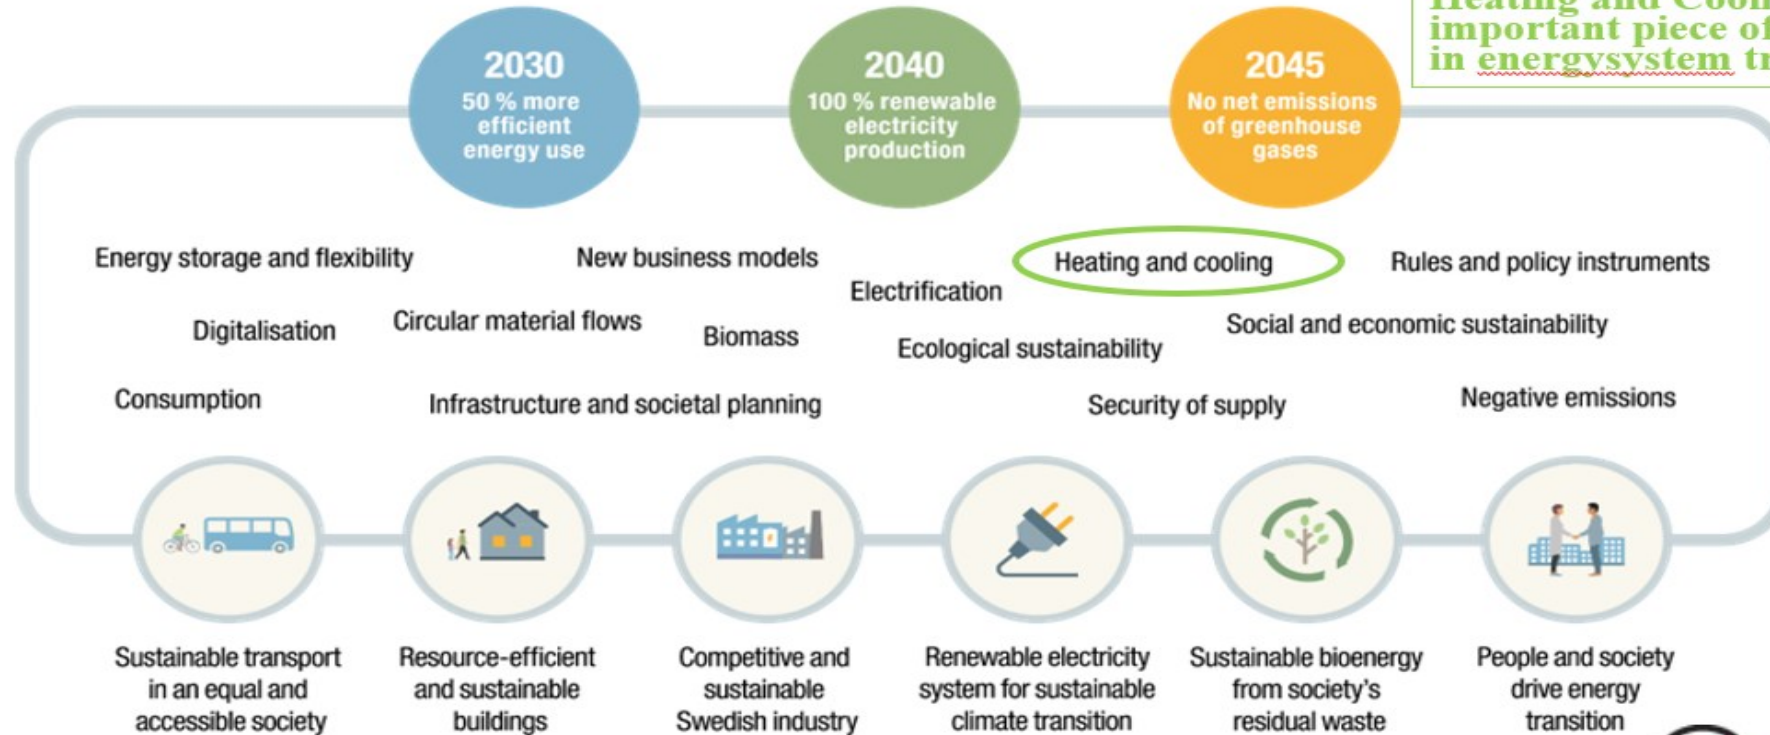 Heating and Cool
important piece of
in energysystem tr
2030
50 % more
efficient
energy use
2040
100 % renewable
electricity
production
2045
No net emissions
of greenhouse
gases
Energy storage and flexibility
New business models
Heating and cooling
Rules and policy instruments
Electrification
Digitalisation
Circular material flows
Biomass
Social and economic sustainability
Ecological sustainability
Consumption
Infrastructure and societal planning
Security of supply
Negative emissions
Sustainable transport
in an equal and
accessible society
Resource-efficient
and sustainable
buildings
Competitive and
sustainable
Swedish industry
Renewable electricity
system for sustainable
climate transition
Sustainable bioenergy
from society's
residual waste
People and society
drive energy
transition